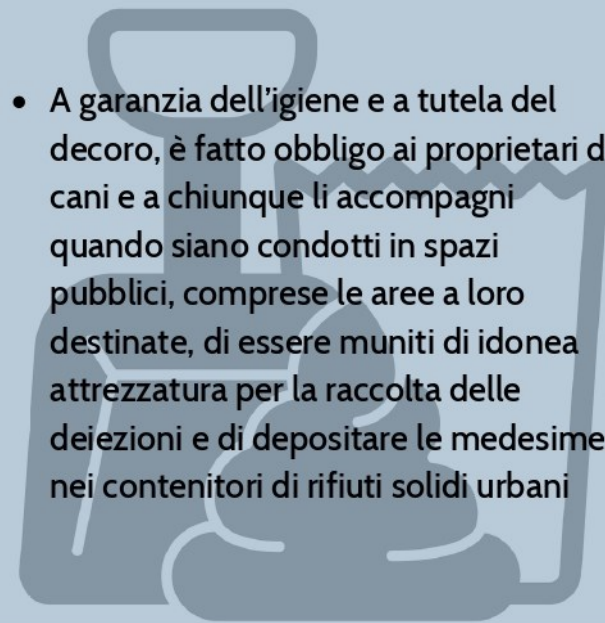 • A garanzia dell'igiene e a tutela del
decoro, è fatto obbligo ai proprietari d
cani e a chiunque li accompagni
quando siano condotti in spazi
pubblici, comprese le aree a loro
destinate, di essere muniti di idonea
attrezzatura per la raccolta delle
deiezioni e di depositare le medesime
nei contenitori di rifiuti solidi urbani